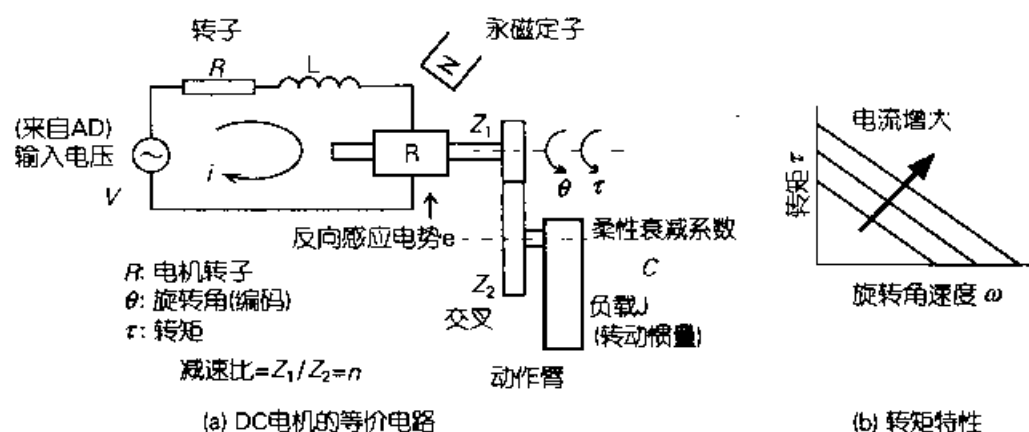 转子
永磁定子
R
L
N
(来自AD)
输入电压
V
i
R
Z₁
θ
τ
反向感应电势e
柔性衰减系数
C
R: 电机转子
θ: 旋转角(编码)
τ: 转矩
Z₂
交叉
负载J
(转动惯量)
减速比=Z₁/Z₂=n
动作臂
(a) DC电机的等价电路
电流增大
转矩 τ
旋转角速度 ω
(b) 转矩特性